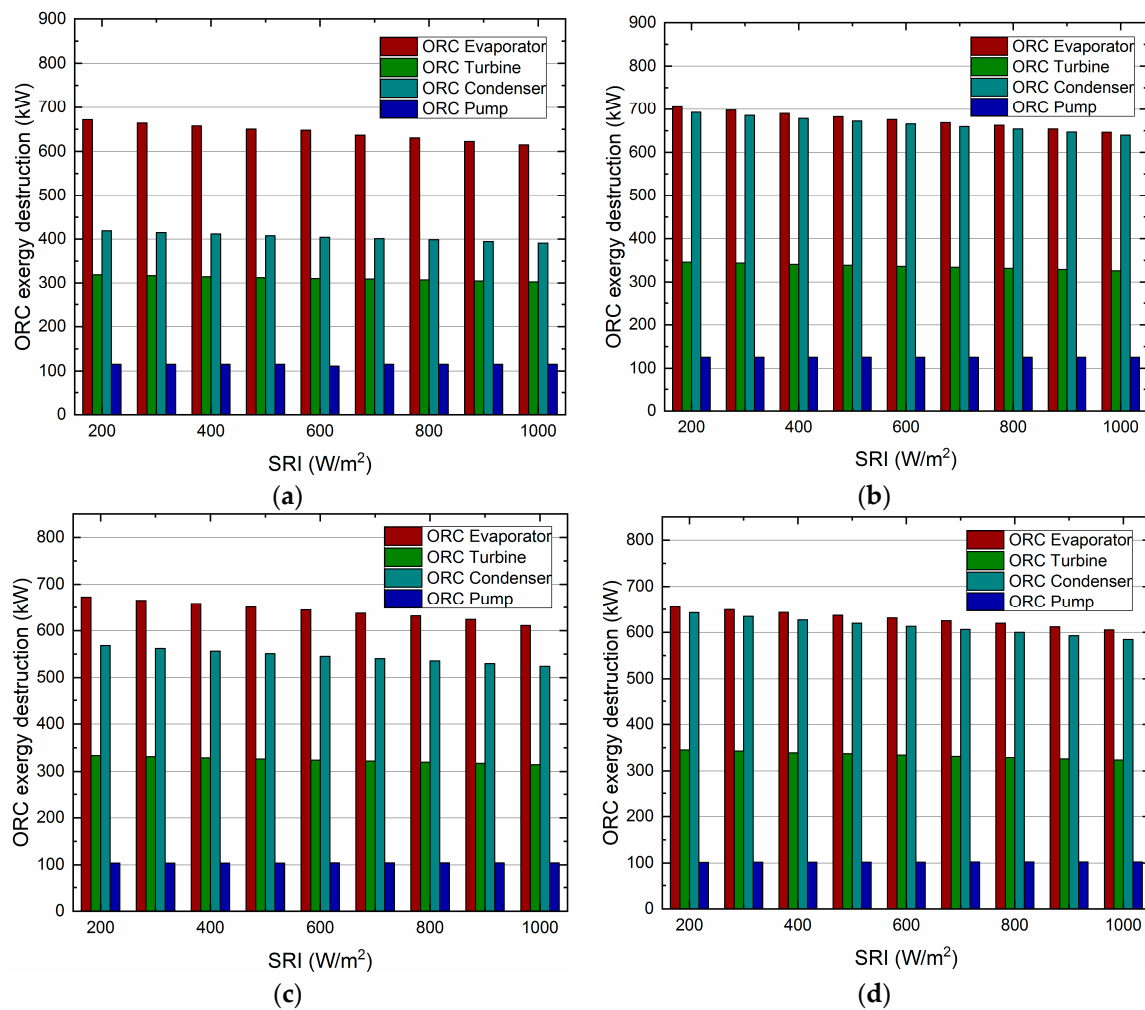 900
800
700
600
500
400
300
200
100
0
ORC exergy destruction (kW)
ORC Evaporator
ORC Turbine
ORC Condenser
ORC Pump
200 400 600 800 1000
SRI (W/m²)
(a)
900
800
700
600
500
400
300
200
100
0
ORC exergy destruction (kW)
ORC Evaporator
ORC Turbine
ORC Condenser
ORC Pump
200 400 600 800 1000
SRI (W/m²)
(b)
800
700
600
500
400
300
200
100
0
ORC exergy destruction (kW)
ORC Evaporator
ORC Turbine
ORC Condenser
ORC Pump
200 400 600 800 1000
SRI (W/m²)
(c)
800
700
600
500
400
300
200
100
0
ORC exergy destruction (kW)
ORC Evaporator
ORC Turbine
ORC Condenser
ORC Pump
200 400 600 800 1000
SRI (W/m²)
(d)